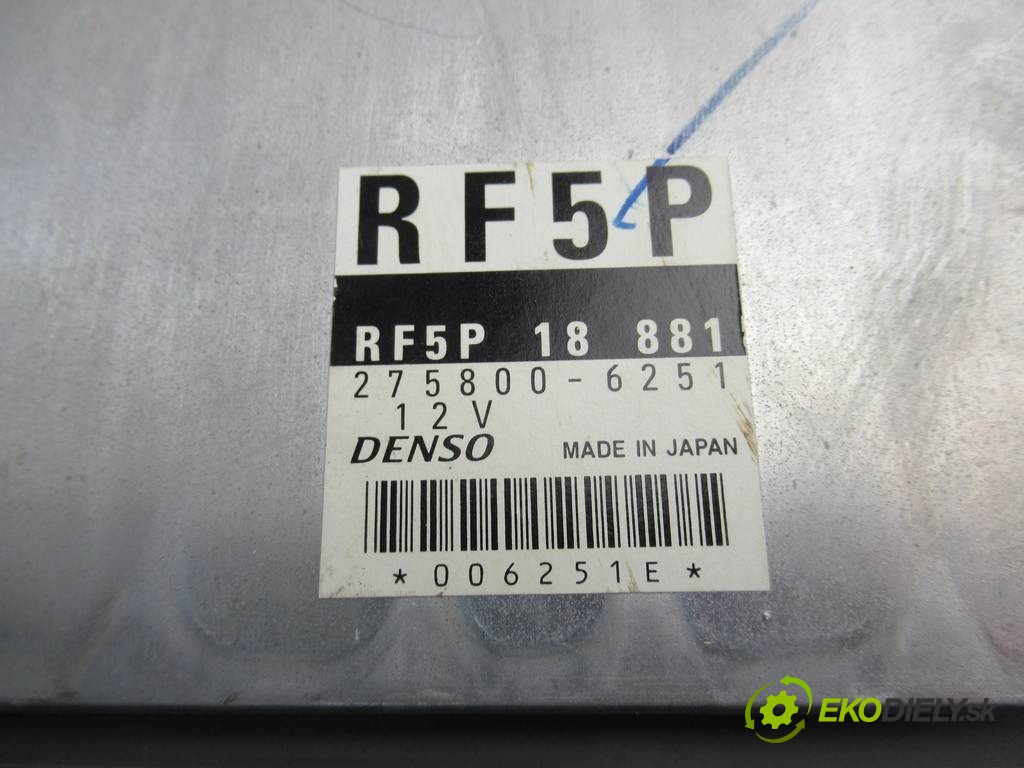 RF5P
RF5P 18 881
275800-6251
12V
DENSO MADE IN JAPAN
*006251E*
EKODIELY.sk